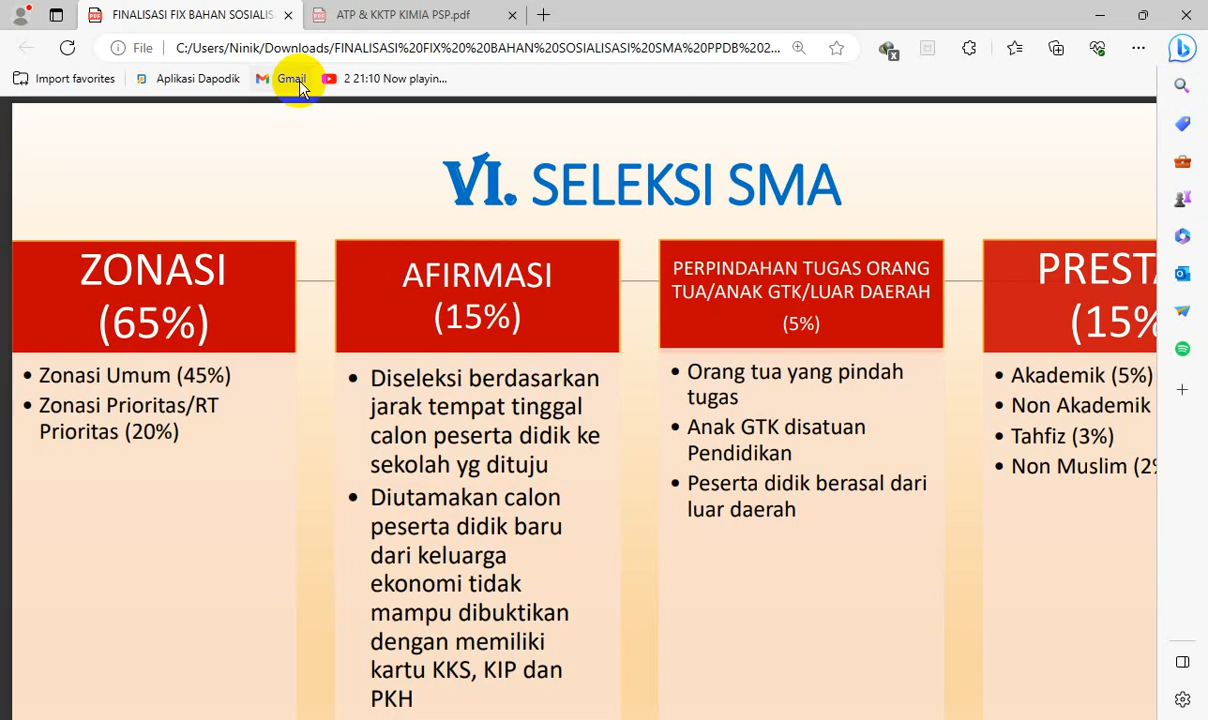 FINALISASI FIX BAHAN SOSIALIS
ATP & KKTP KIMIA PSP.pdf
File
C:/Users/Ninik/Downloads/FINALISASI%20FIX%20%20BAHAN%20SOSIALISASI%20SMA%20PPDB%202...
Import favorites
Aplikasi Dapodik
Gmail
2 21:10 Now playin...
VI. SELEKSI SMA
ZONASI
(65%)
• Zonasi Umum (45%)
• Zonasi Prioritas/RT
Prioritas (20%)
AFIRMASI
(15%)
• Diseleksi berdasarkan
jarak tempat tinggal
calon peserta didik ke
sekolah yg dituju
• Diutamakan calon
peserta didik baru
dari keluarga
ekonomi tidak
mampu dibuktikan
dengan memiliki
kartu KKS, KIP dan
PKH
PERPINDAHAN TUGAS ORANG
TUA/ANAK GTK/LUAR DAERAH
(5%)
• Orang tua yang pindah
tugas
• Anak GTK disatuan
Pendidikan
• Peserta didik berasal dari
luar daerah
PREST
(15%
• Akademik (5%)
• Non Akademik
• Tahfiz (3%)
• Non Muslim (2%